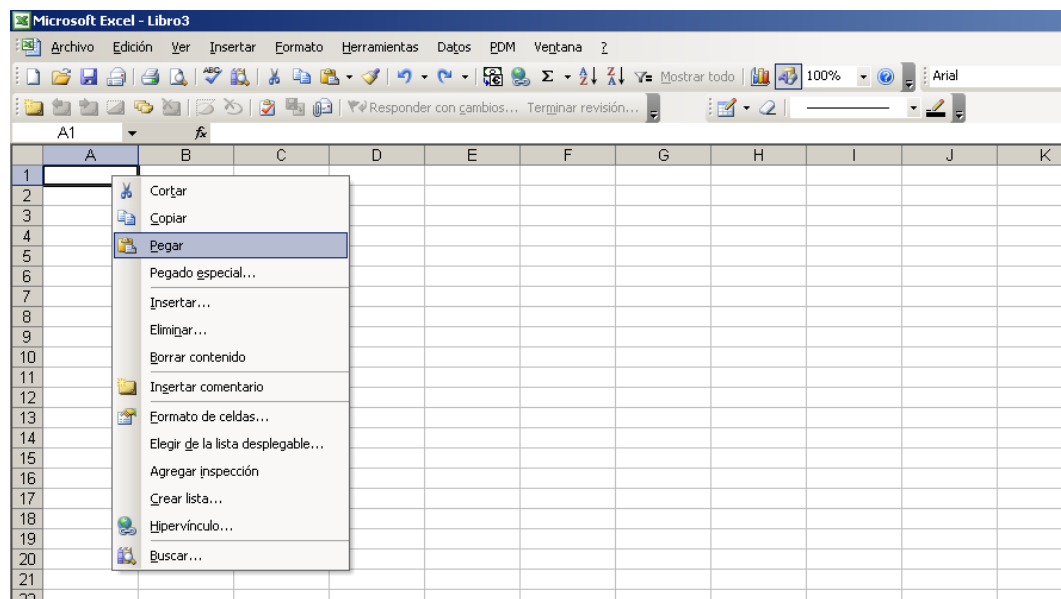 Microsoft Excel - Libro3
Archivo Edición Ver Insertar Formato Herramientas Datos PDM Ventana ?
Mostrar todo 100% Arial
Responder con cambios... Terminar revisión...
A1 fx
A B C D E F G H I J K
1
2 Cortar
3 Copiar
4
5 Pegar
6 Pegado especial...
7 Insertar...
8
9 Eliminar...
10 Borrar contenido
11
12 Insertar comentario
13 Formato de celdas...
14 Elegir de la lista desplegable...
15
16 Agregar inspección
17 Crear lista...
18 Hipervínculo...
19
20 Buscar...
21
22